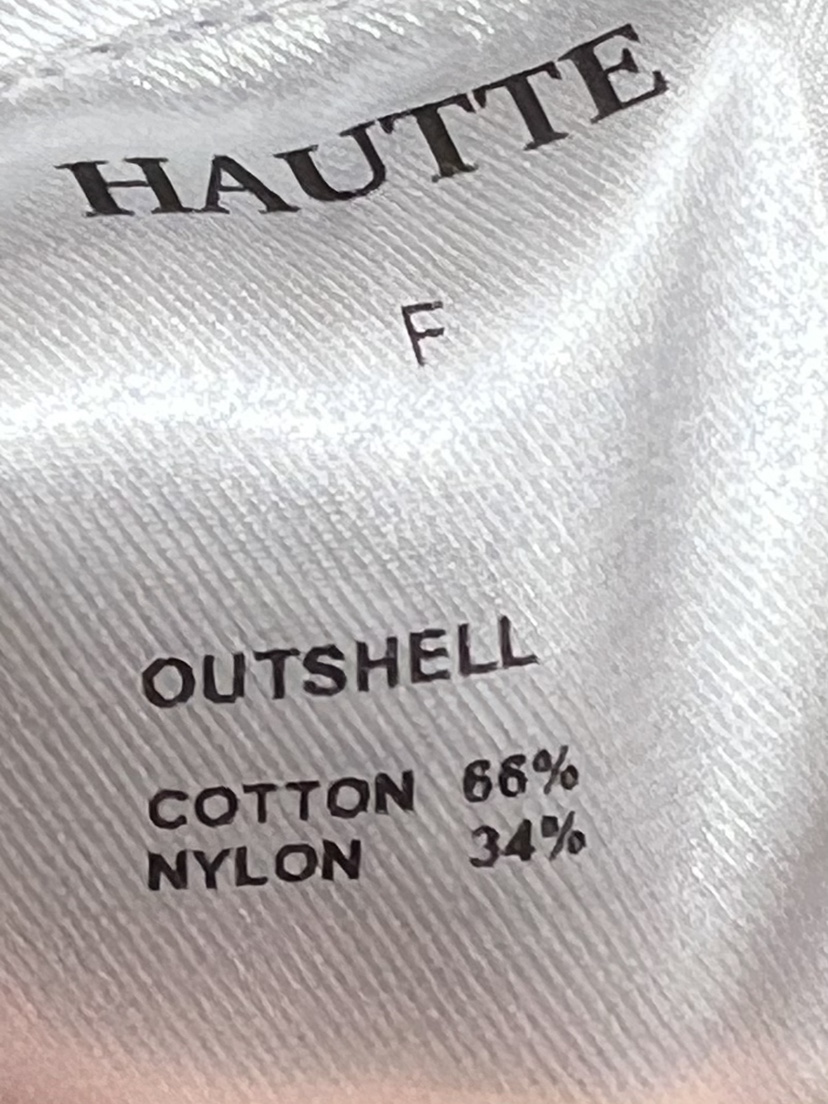 HAUTTE
F
OUTSHELL
COTTON 66%
NYLON 34%